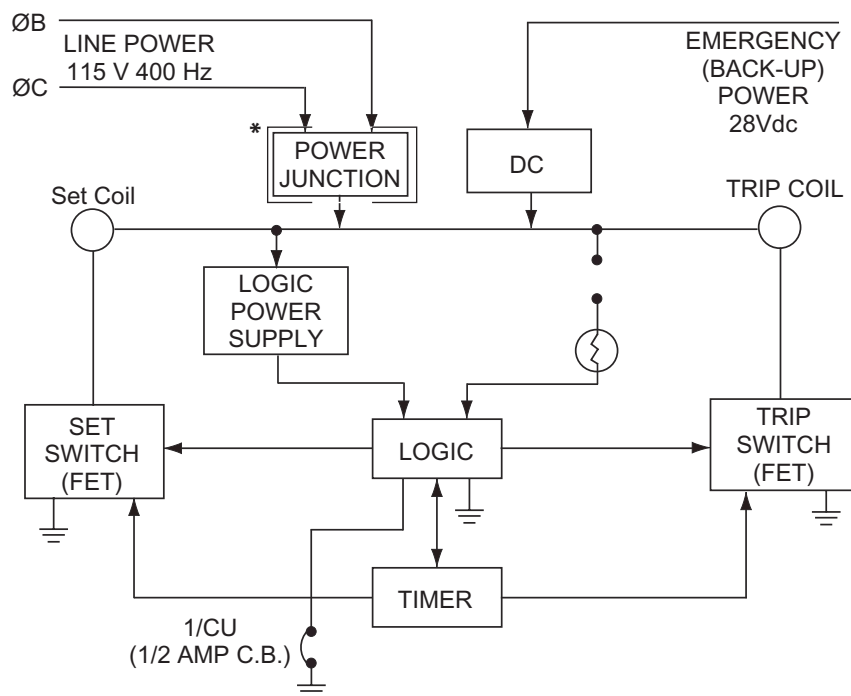 ØB
LINE POWER
115 V 400 Hz
ØC
EMERGENCY
(BACK-UP)
POWER
28Vdc
*
POWER
JUNCTION
DC
Set Coil
TRIP COIL
LOGIC
POWER
SUPPLY
SET
SWITCH
(FET)
LOGIC
TRIP
SWITCH
(FET)
TIMER
1/CU
(1/2 AMP C.B.)